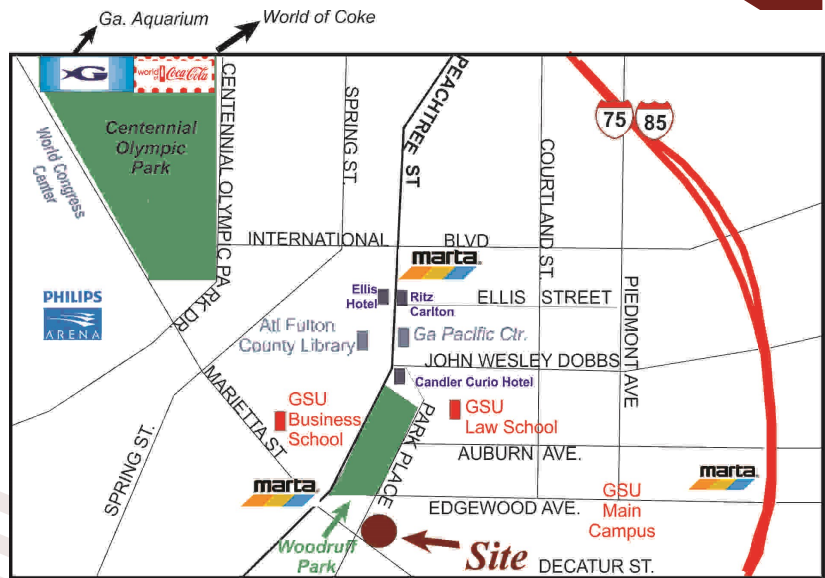 Ga. Aquarium
World of Coke
G
world of Coca-Cola
Centennial
Olympic
Park
World Congress
Center
CENTENNIAL OLYMPIC PARK DR
SPRING ST.
PEACHTREE ST
COURTLAND ST.
75
85
INTERNATIONAL BLVD
marta
PHILIPS
ARENA
Ellis
Hotel
Ritz
Carlton
ELLIS STREET
PIEDMONT AVE
Atl Fulton
County Library
Ga Pacific Ctr.
JOHN WESLEY DOBBS
Candler Curio Hotel
MARIETTA ST
GSU
Business
School
PARK PLACE
GSU
Law School
SPRING ST.
AUBURN AVE.
marta
marta
EDGEWOOD AVE.
GSU
Main
Campus
Woodruff
Park
Site
DECATUR ST.